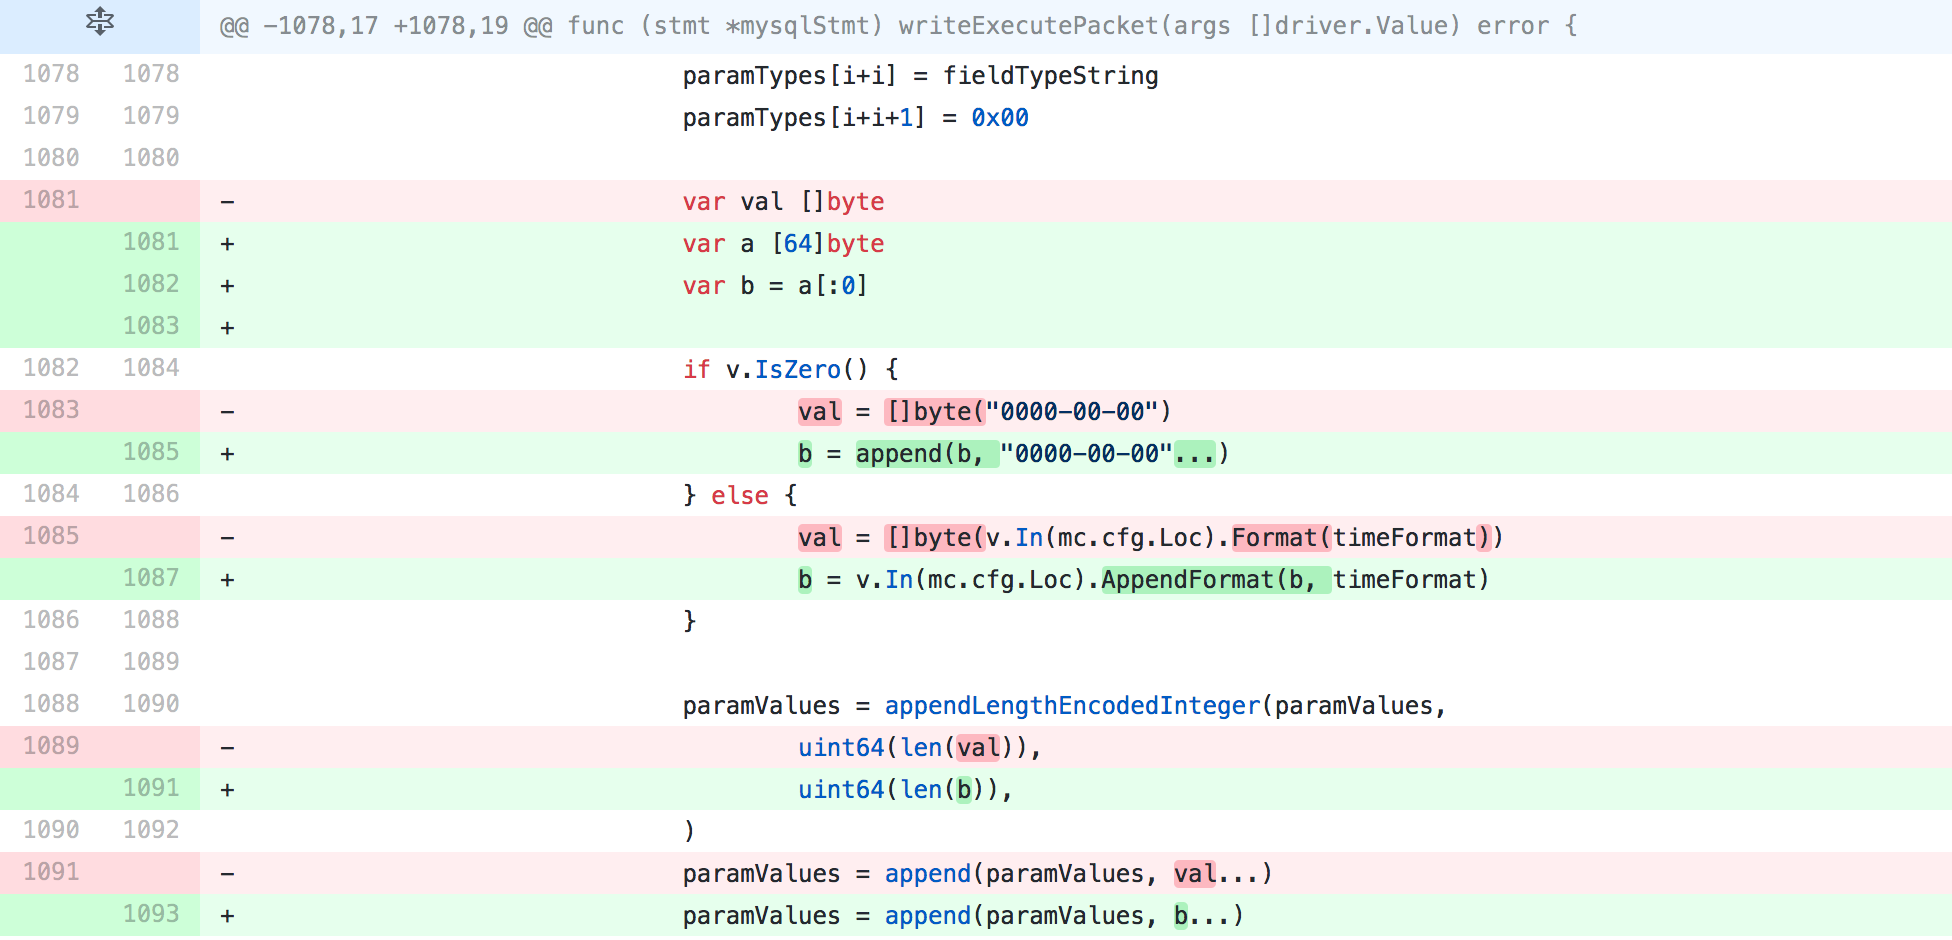 @@ -1078,17 +1078,19 @@ func (stmt *mysqlStmt) writeExecutePacket(args []driver.Value) error {
1078 1078 paramTypes[i+i] = fieldTypeString
1079 1079 paramTypes[i+i+1] = 0x00
1080 1080
1081 - var val []byte
1081 + var a [64]byte
1082 + var b = a[:0]
1083 +
1082 1084 if v.IsZero() {
1083 - val = []byte("0000-00-00")
1085 + b = append(b, "0000-00-00"...)
1084 1086 } else {
1085 - val = []byte(v.In(mc.cfg.Loc).Format(timeFormat))
1087 + b = v.In(mc.cfg.Loc).AppendFormat(b, timeFormat)
1086 1088 }
1087 1089
1088 1090 paramValues = appendLengthEncodedInteger(paramValues,
1089 - uint64(len(val)),
1091 + uint64(len(b)),
1090 1092 )
1091 - paramValues = append(paramValues, val...)
1093 + paramValues = append(paramValues, b...)